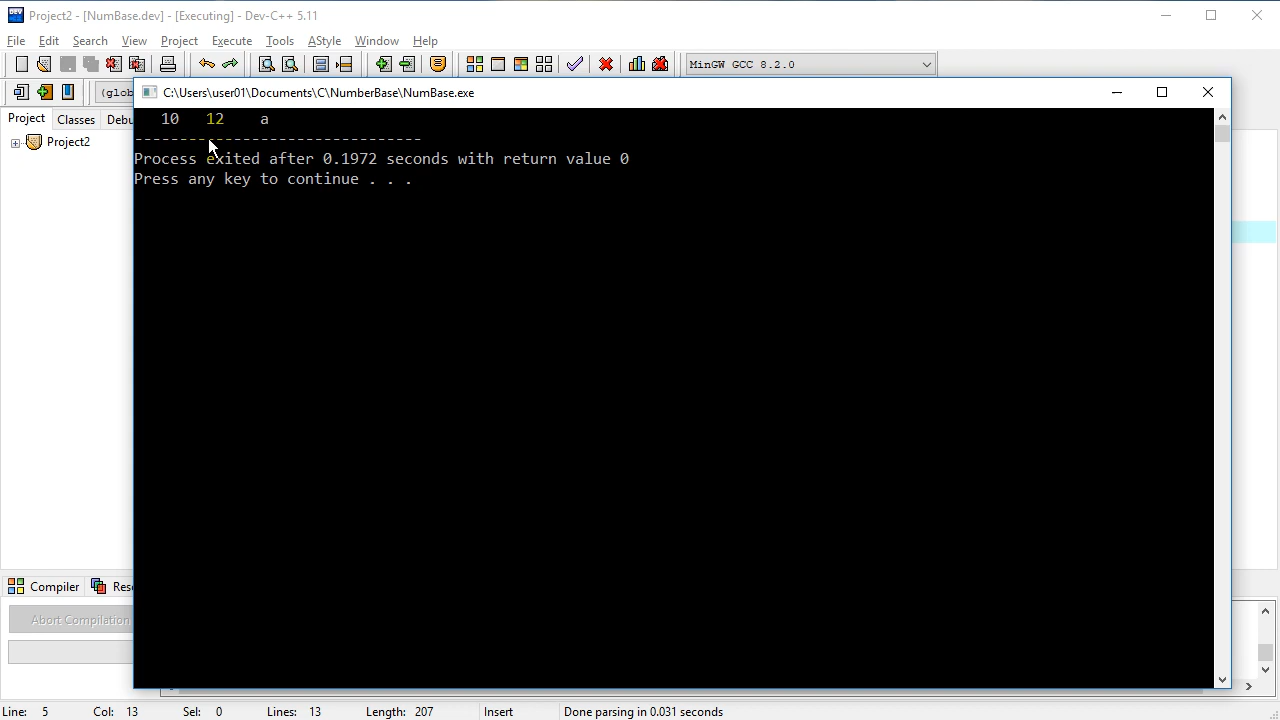 Project2 - [NumBase.dev] - [Executing] - Dev-C++ 5.11
File Edit Search View Project Execute Tools AStyle Window Help
MinGW GCC 8.2.0
(glob
C:\Users\user01\Documents\C\NumberBase\NumBase.exe
Project Classes Debu
10 12 a
--------------------------------
Project2
Process exited after 0.1972 seconds with return value 0
Press any key to continue . . .
Compiler Reso
Abort Compilation
Line: 5 Col: 13 Sel: 0 Lines: 13 Length: 207 Insert Done parsing in 0.031 seconds